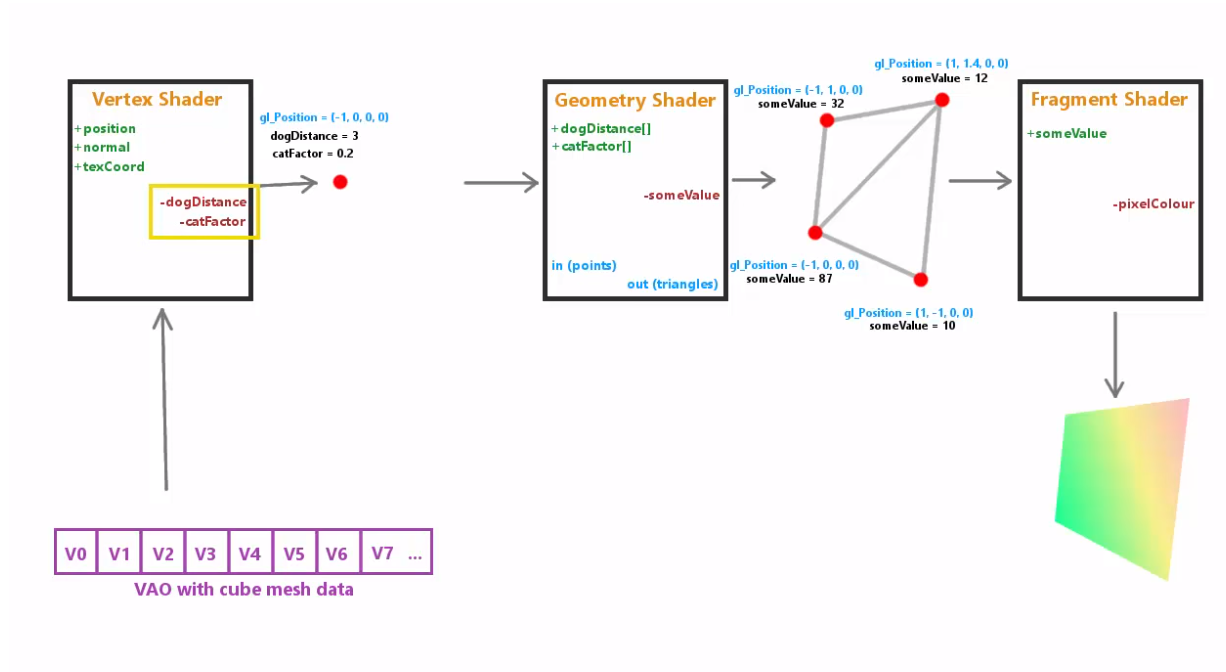 Vertex Shader
+position
+normal
+texCoord
-dogDistance
-catFactor
gl_Position = (-1, 0, 0, 0)
dogDistance = 3
catFactor = 0.2
Geometry Shader
+dogDistance[]
+catFactor[]
-someValue
in (points)
out (triangles)
gl_Position = (-1, 1, 0, 0)
someValue = 32
gl_Position = (1, 1.4, 0, 0)
someValue = 12
gl_Position = (-1, 0, 0, 0)
someValue = 87
gl_Position = (1, -1, 0, 0)
someValue = 10
Fragment Shader
+someValue
-pixelColour
V0 V1 V2 V3 V4 V5 V6 V7 ...
VAO with cube mesh data